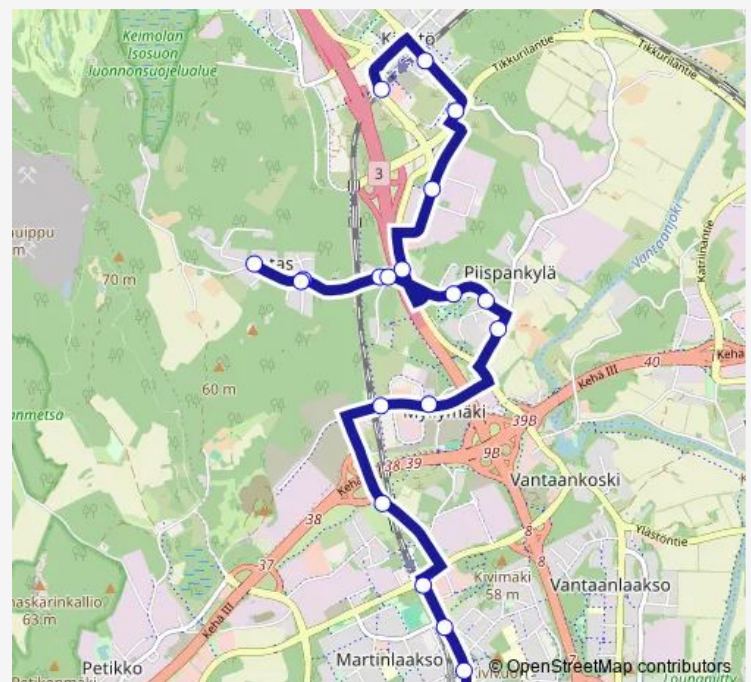 Keimolan
Isosuon
luonnonsuojelualue
Tikkurilantie
Tikkurilantie
3
Vantaanjoki
Katriinantie
70 m
Piispankylä
60 m
Kehä III
40
Kehä
39B
38
39
9B
Kehä
Vantaankoski
38
8
Ylästöntie
37
Kivimäki
58 m
8
Vantaanlaakso
63 m
Kehä III
Petikko
Martinlaakso
© OpenStreetMap contributors